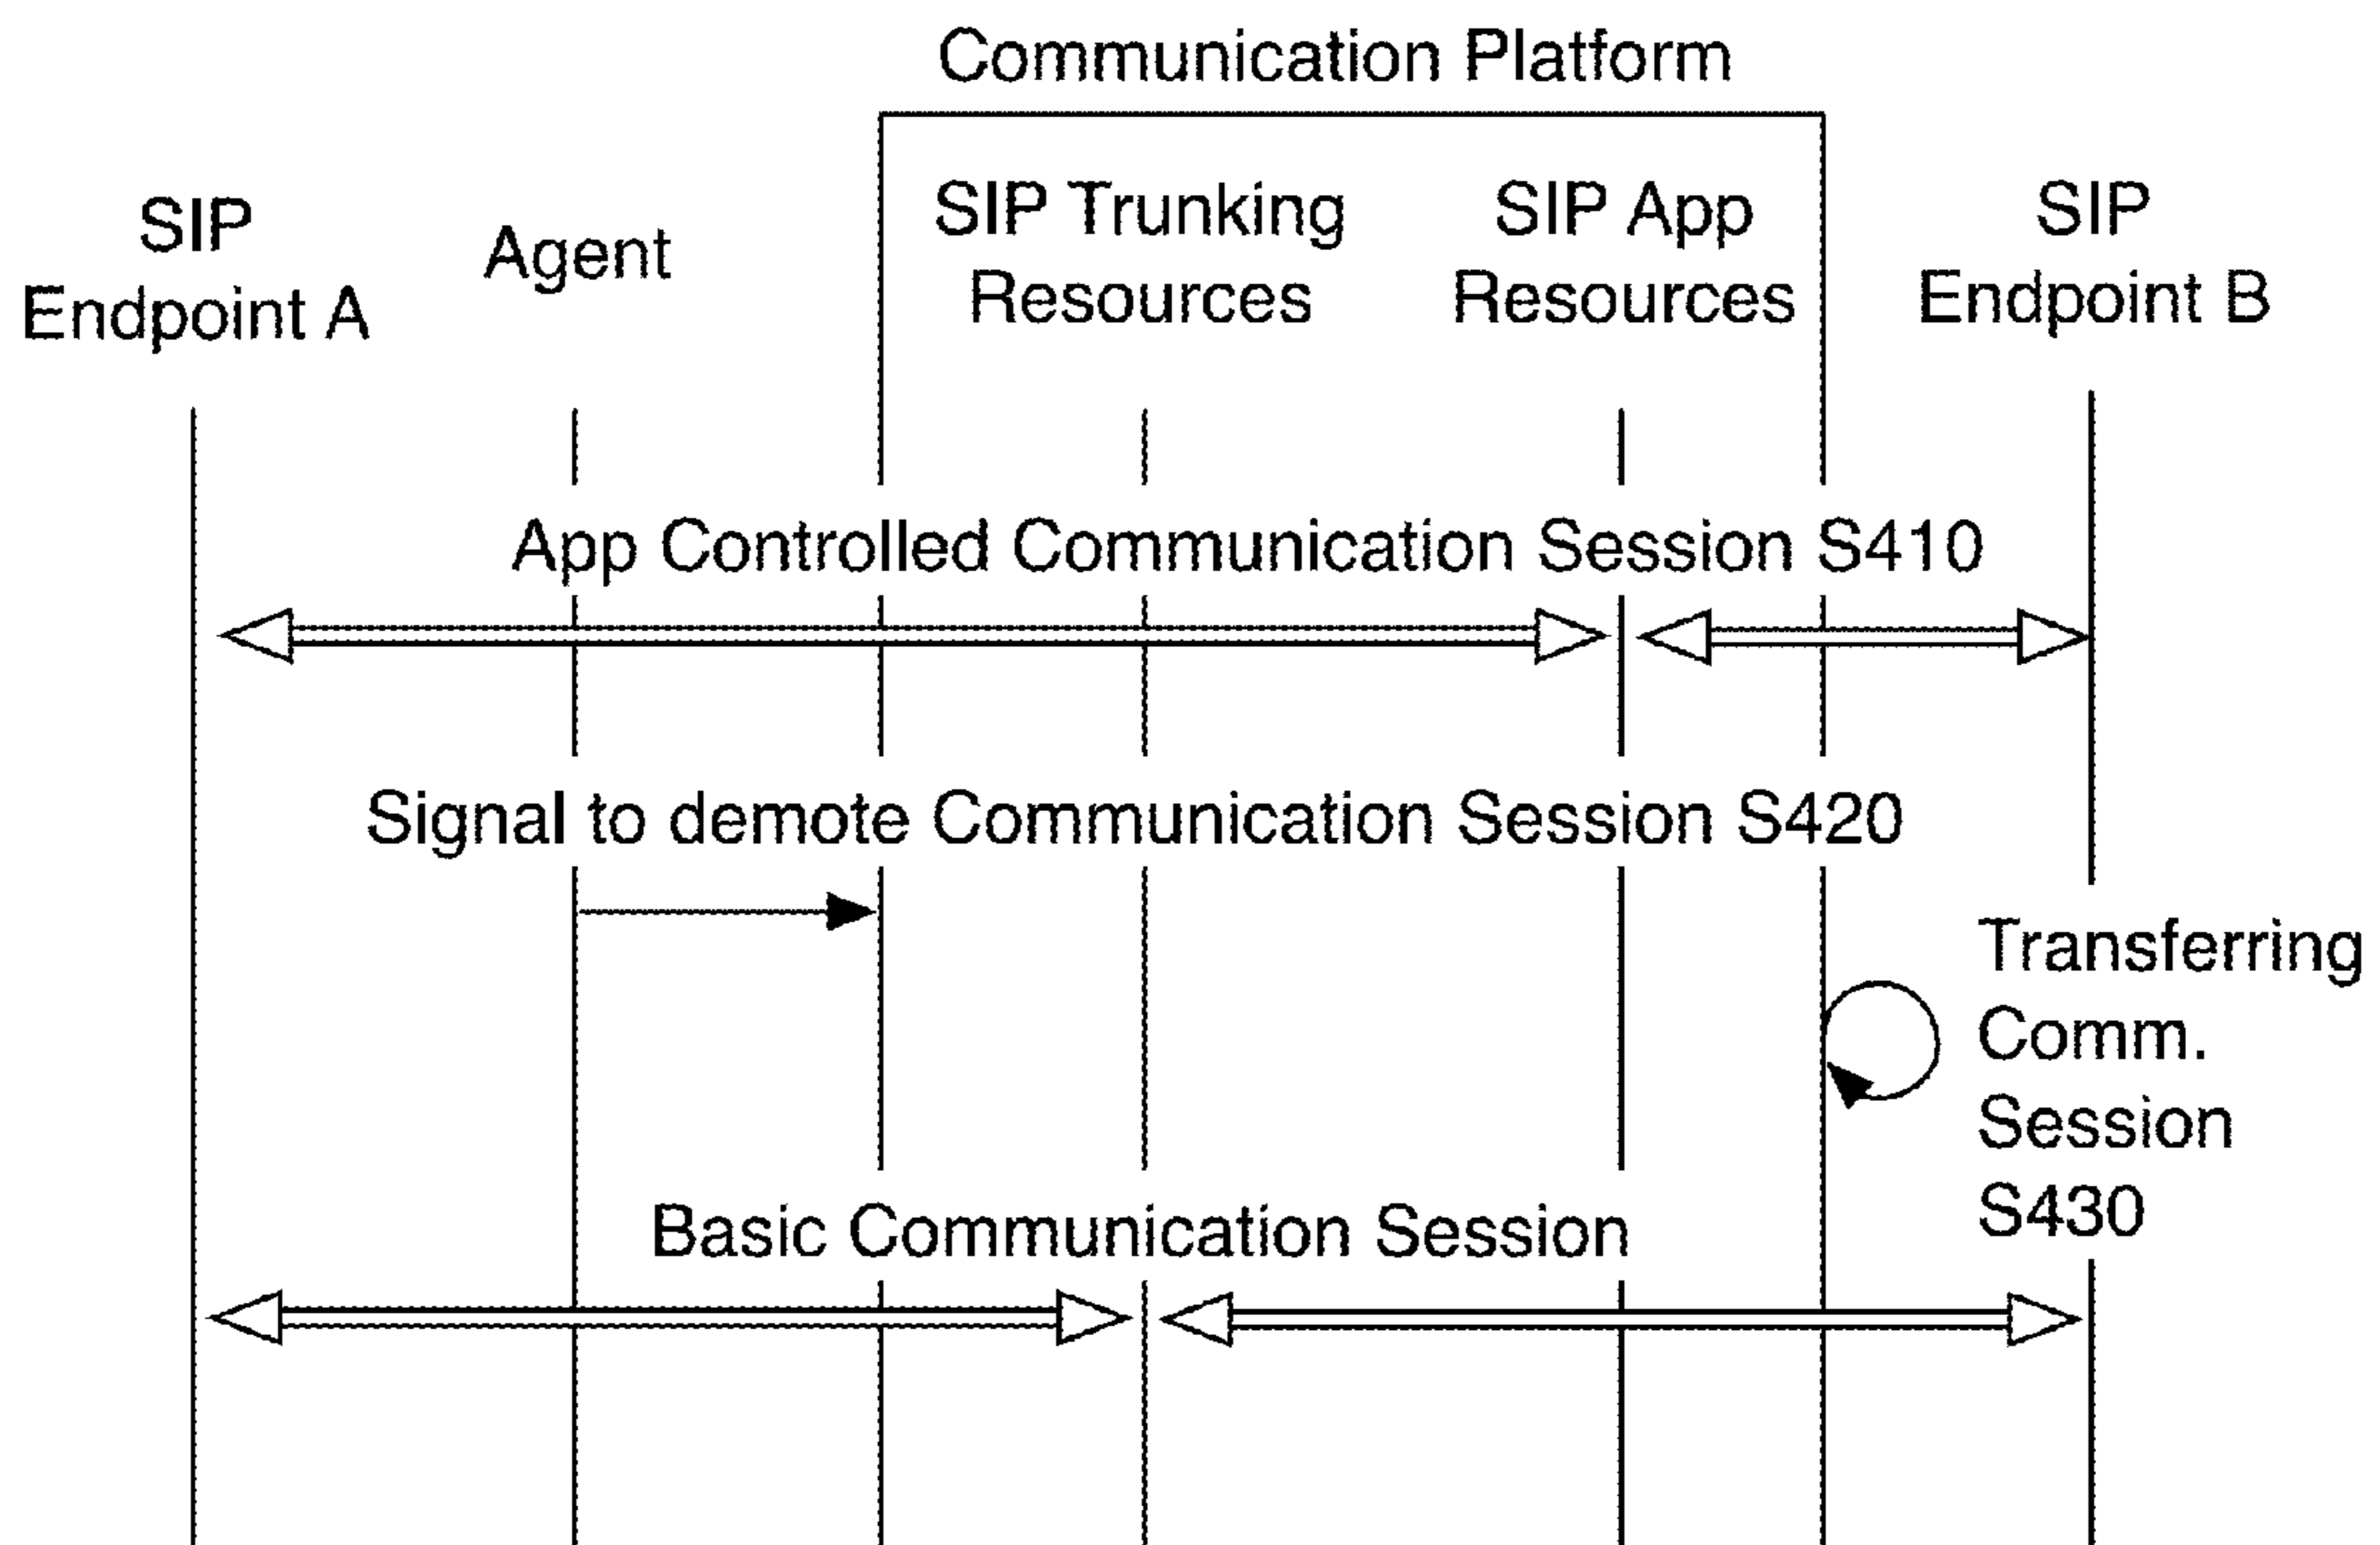 Communication Platform
SIP
Endpoint A
Agent
SIP Trunking
Resources
SIP App
Resources
SIP
Endpoint B
App Controlled Communication Session S410
Signal to demote Communication Session S420
Transferring
Comm.
Session
S430
Basic Communication Session